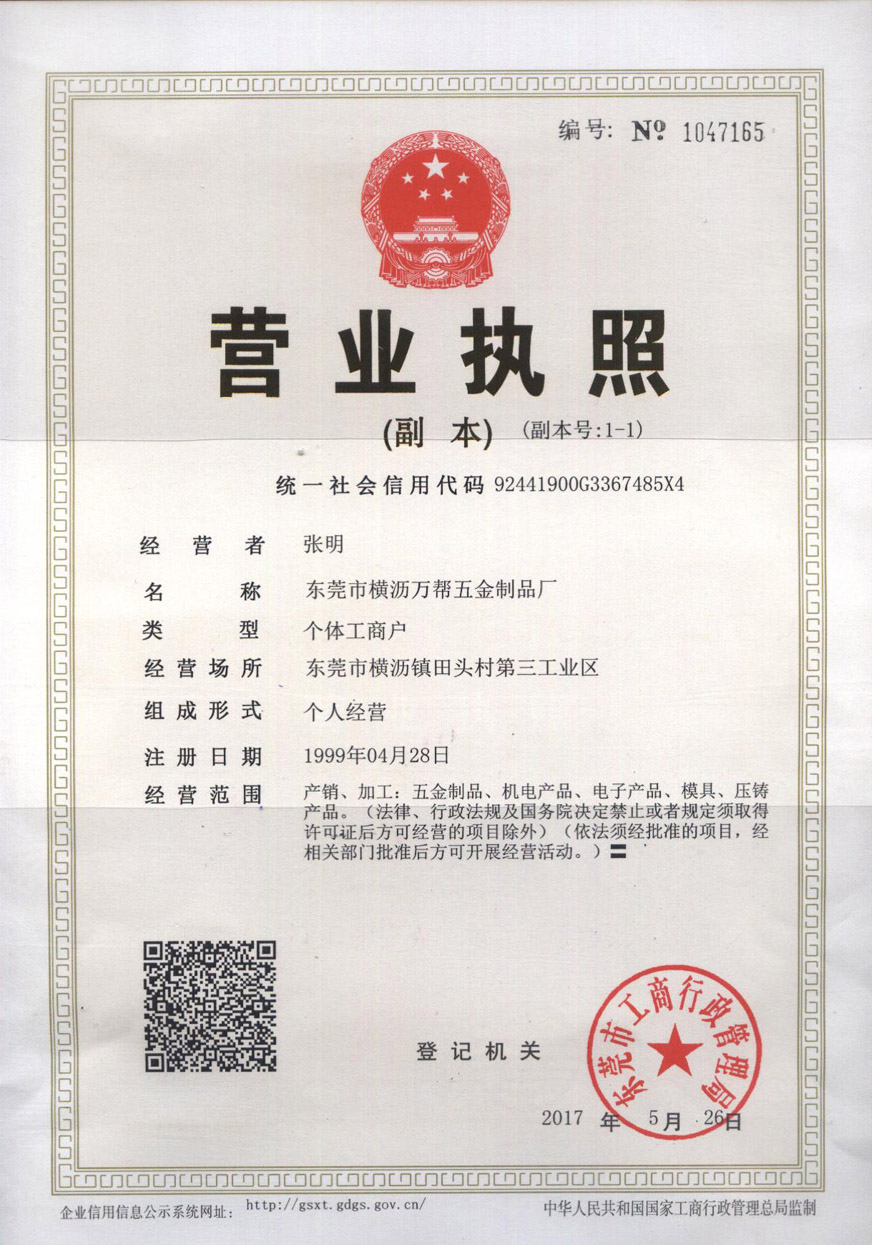 编号: Nº 1047165
营业执照
(副 本) (副本号:1-1)
统一社会信用代码 92441900G3367485X4
经营者 张明
名称 东莞市横沥万帮五金制品厂
类型 个体工商户
经营场所 东莞市横沥镇田头村第三工业区
组成形式 个人经营
注册日期 1999年04月28日
经营范围 产销、加工：五金制品、机电产品、电子产品、模具、压铸
产品。（法律、行政法规及国务院决定禁止或者规定须取得
许可证后方可经营的项目除外）（依法须经批准的项目，经
相关部门批准后方可开展经营活动。）
东莞市工商行政管理局
登记机关
2017 年 5 月 26 日
企业信用信息公示系统网址： http://gsxt.gdgs.gov.cn/
中华人民共和国国家工商行政管理总局监制